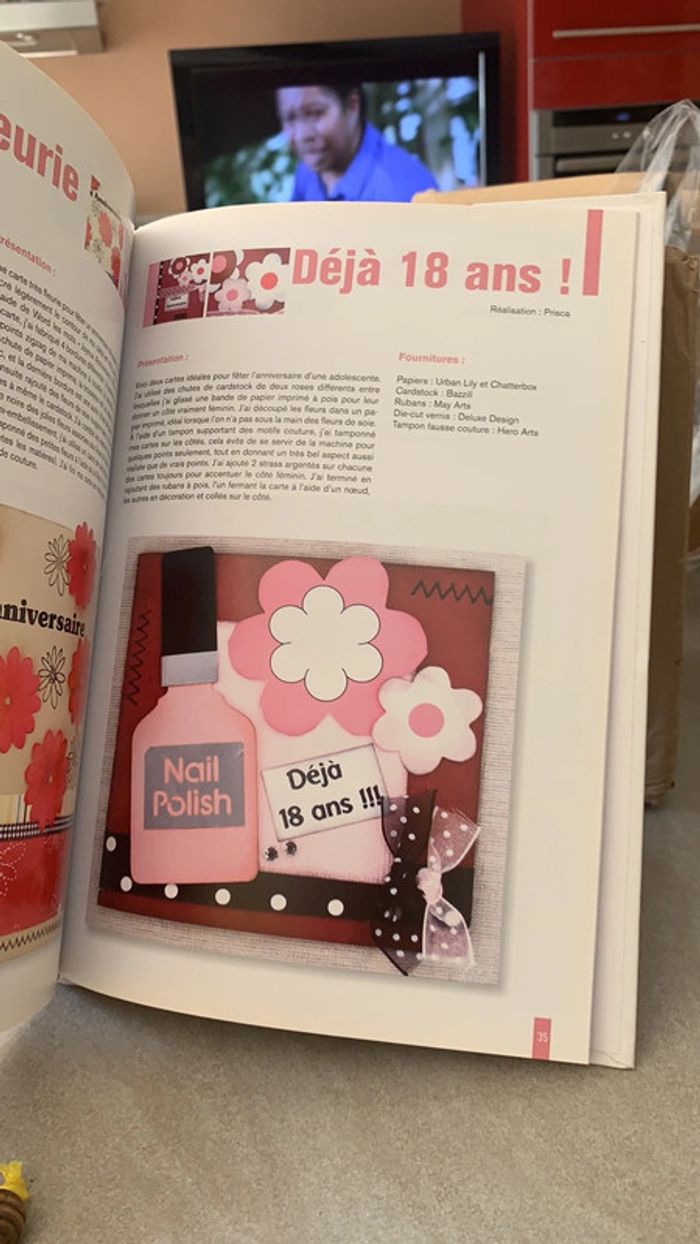 eurie
résentation :
Déjà 18 ans !
Réalisation : Prisca
Présentation :
Voici deux cartes idéales pour fêter l'anniversaire d'une adolescente.
J'ai utilisé des chutes de cardstock de deux roses différents entre
lesquelles j'ai glissé une bande de papier imprimé à pois pour leur
donner un côté vraiment féminin. J'ai découpé les fleurs dans un pa-
pier imprimé, idéal lorsque l'on n'a pas sous la main des fleurs de soie.
À l'aide d'un tampon supportant des motifs couture, j'ai tamponné
mes cartes sur les côtés, cela évite de se servir de la machine pour
quelques points seulement, tout en donnant un très bel aspect aussi
réaliste que de vrais points. J'ai ajouté 2 strass argentés sur chacune
des cartes toujours pour accentuer le côté féminin. J'ai terminé en
rajoutant des rubans à pois, l'un fermant la carte à l'aide d'un nœud,
les autres en décoration et collés sur le côté.
Fournitures :
Papiers : Urban Lily et Chatterbox
Cardstock : Bazzill
Rubans : May Arts
Die-cut vernis : Deluxe Design
Tampon fausse couture : Hero Arts
nniversaire
Nail
Polish
Déjà
18 ans !!!
35